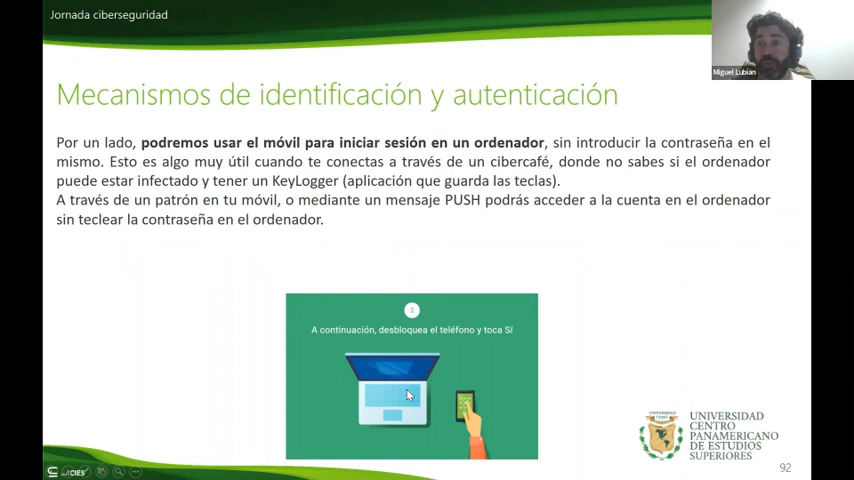 Jornada ciberseguridad
Miguel Lubian
Mecanismos de identificación y autenticación
Por un lado, podremos usar el móvil para iniciar sesión en un ordenador, sin introducir la contraseña en el
mismo. Esto es algo muy útil cuando te conectas a través de un cibercafé, donde no sabes si el ordenador
puede estar infectado y tener un KeyLogger (aplicación que guarda las teclas).
A través de un patrón en tu móvil, o mediante un mensaje PUSH podrás acceder a la cuenta en el ordenador
sin teclear la contraseña en el ordenador.
2
A continuación, desbloquea el teléfono y toca Sí
UNIVERSIDAD
CENTRO
PANAMERICANO
DE ESTUDIOS
SUPERIORES
92